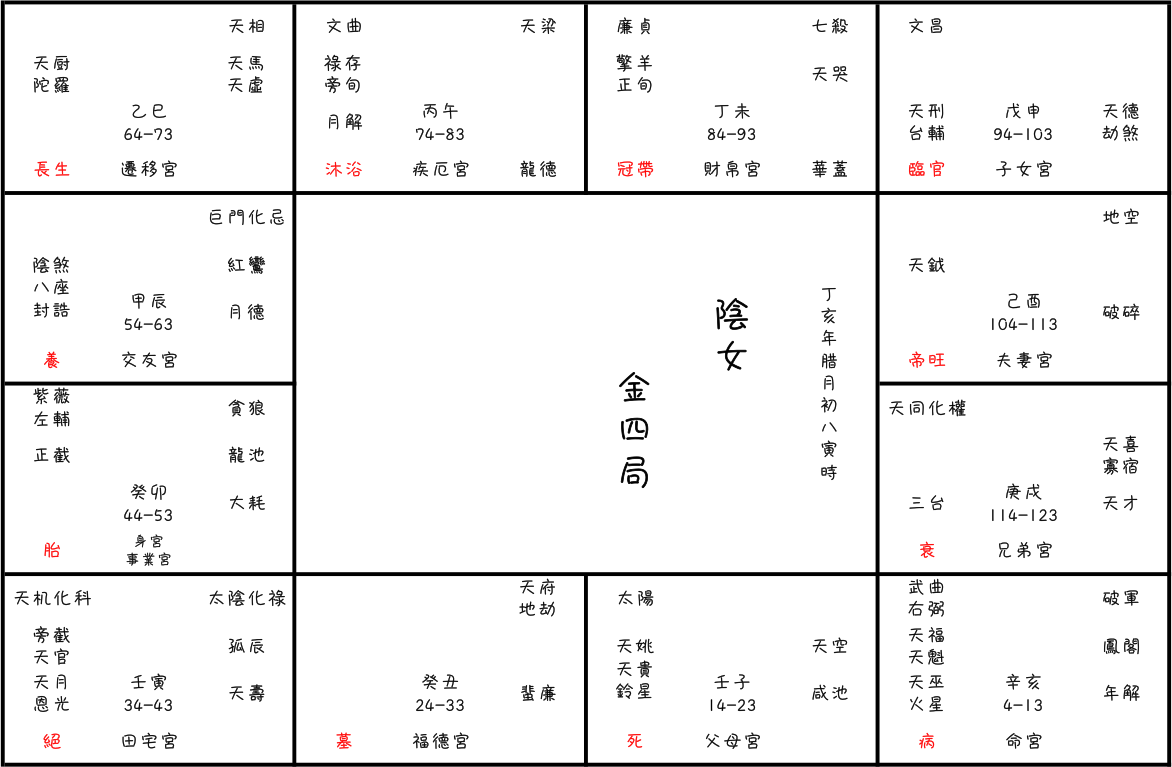 天相
天厨
陀羅
天馬
天虛
乙巳
64-73
長生
遷移宮
文曲
天梁
祿存
旁旬
月解
丙午
74-83
沐浴
疾厄宮
龍德
廉貞
七殺
擎羊
正旬
天哭
丁未
84-93
冠帶
財帛宮
華蓋
文昌
天刑
台輔
戊申
94-103
天德
劫煞
臨官
子女宮
巨門化忌
陰煞
八座
封誥
紅鸞
甲辰
54-63
月德
養
交友宮
丁亥年腊月初八寅時
陰女
金四局
地空
天鉞
己酉
104-113
破碎
帝旺
夫妻宮
紫薇
左輔
貪狼
正截
龍池
癸卯
44-53
大耗
胎
身宮
事業宮
天同化權
天喜
寡宿
三台
庚戌
114-123
天才
衰
兄弟宮
天机化科
太陰化祿
旁截
天官
孤辰
天月
恩光
壬寅
34-43
天壽
絕
田宅宮
天府
地劫
癸丑
24-33
蜚廉
墓
福德宮
太陽
天姚
天貴
鈴星
天空
壬子
14-23
咸池
死
父母宮
武曲
右弼
破軍
天福
天魁
鳳閣
天巫
火星
辛亥
4-13
年解
病
命宮